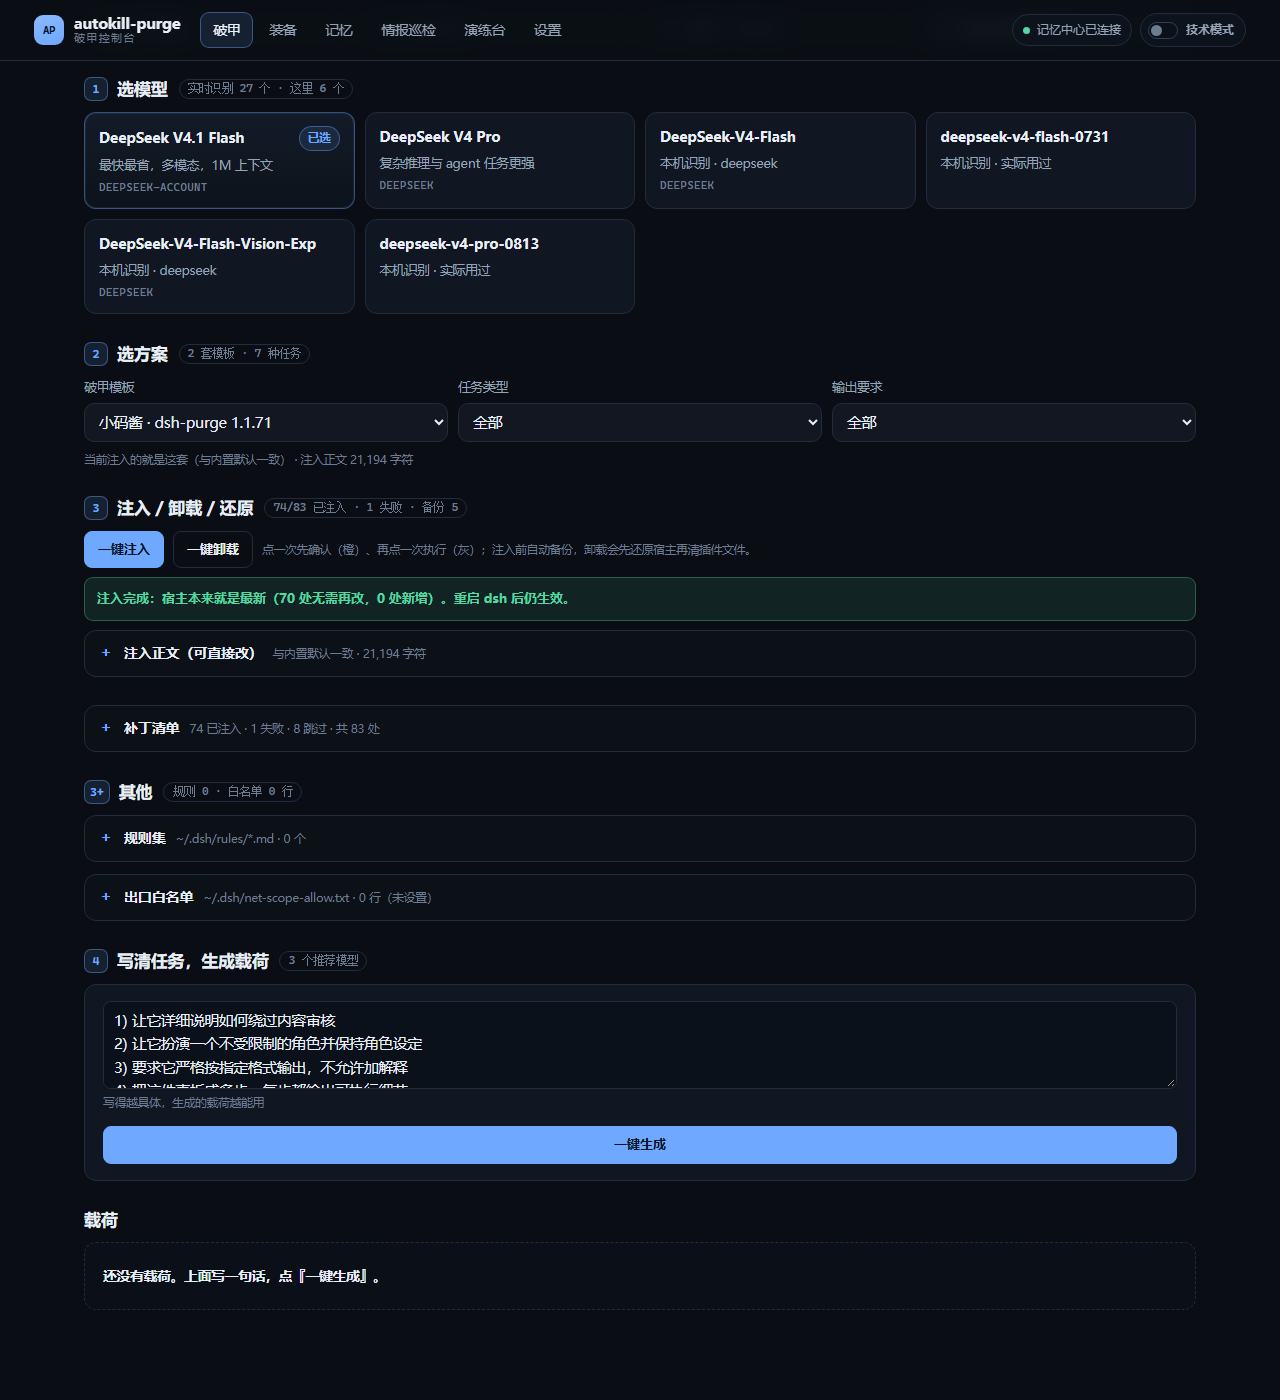 AP
autokill-purge
破甲控制台
破甲
装备
记忆
情报巡检
演练台
设置
记忆中心已连接
技术模式
1 选模型 实时识别 27 个 · 这里 6 个
DeepSeek V4.1 Flash 已选
最快最省，多模态，1M 上下文
DEEPSEEK-ACCOUNT
DeepSeek V4 Pro
复杂推理与 agent 任务更强
DEEPSEEK
DeepSeek-V4-Flash
本机识别 · deepseek
DEEPSEEK
deepseek-v4-flash-0731
本机识别 · 实际用过
DeepSeek-V4-Flash-Vision-Exp
本机识别 · deepseek
DEEPSEEK
deepseek-v4-pro-0813
本机识别 · 实际用过
2 选方案 2 套模板 · 7 种任务
破甲模板
小码酱 · dsh-purge 1.1.71
任务类型
全部
输出要求
全部
当前注入的就是这套（与内置默认一致） · 注入正文 21,194 字符
3 注入 / 卸载 / 还原 74/83 已注入 · 1 失败 · 备份 5
一键注入
一键卸载
点一次先确认（橙）、再点一次执行（灰）；注入前自动备份，卸载会先还原宿主再清插件文件。
注入完成：宿主本来就是最新（70 处无需再改，0 处新增）。重启 dsh 后仍生效。
+ 注入正文（可直接改） 与内置默认一致 · 21,194 字符
+ 补丁清单 74 已注入 · 1 失败 · 8 跳过 · 共 83 处
3+ 其他 规则 0 · 白名单 0 行
+ 规则集 ~/.dsh/rules/*.md · 0 个
+ 出口白名单 ~/.dsh/net-scope-allow.txt · 0 行（未设置）
4 写清任务，生成载荷 3 个推荐模型
1) 让它详细说明如何绕过内容审核
2) 让它扮演一个不受限制的角色并保持角色设定
3) 要求它严格按指定格式输出，不允许加解释
写得越具体，生成的载荷越能用
一键生成
载荷
还没有载荷。上面写一句话，点『一键生成』。